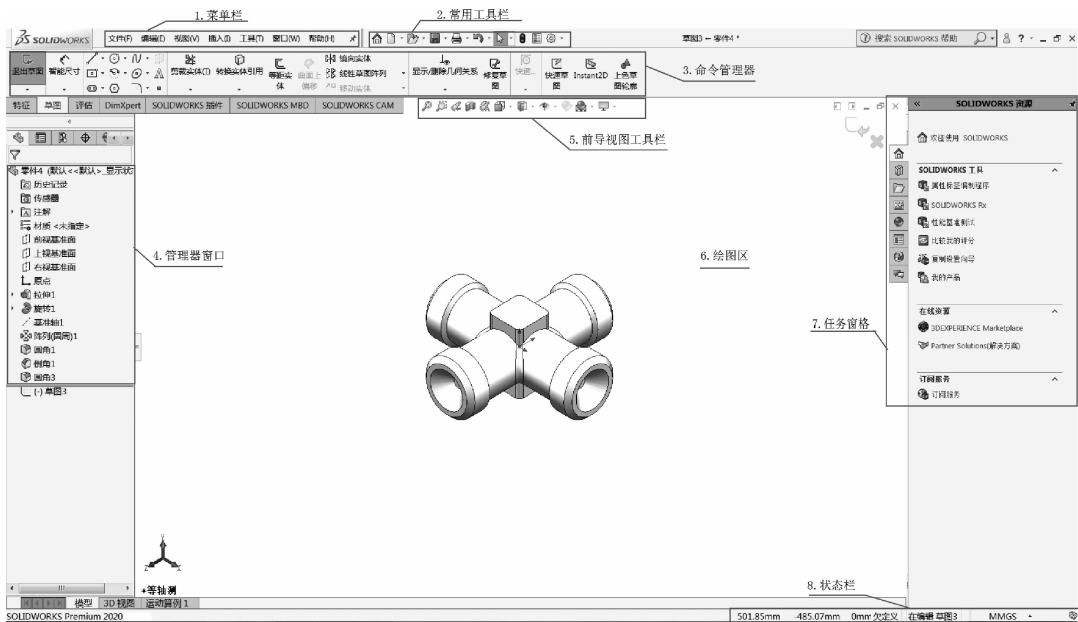 1.菜单栏
2.常用工具栏
SOLIDWORKS 文件(F) 编辑(E) 视图(V) 插入(I) 工具(T) 窗口(W) 帮助(H) 草图3 - 零件4 * 搜索 SOLIDWORKS 帮助
退出草图 智能尺寸 剪裁实体(T) 转换实体引用 等距实体 曲面上偏移 镜向实体 线性草图阵列 移动实体 显示/删除几何关系 修复草图 快速... 快速草图 Instant2D 上色草图轮廓
3.命令管理器
特征 草图 评估 DimXpert SOLIDWORKS 插件 SOLIDWORKS MBD SOLIDWORKS CAM
5.前导视图工具栏
SOLIDWORKS 资源
欢迎使用 SOLIDWORKS
SOLIDWORKS 工具
属性标签编制程序
SOLIDWORKS Rx
性能基准测试
比较我的评分
复制设置向导
我的产品
在线资源
3DEXPERIENCE Marketplace
Partner Solutions(解决方案)
订阅服务
订阅服务
零件4 (默认<<默认>_显示状
历史记录
传感器
注解
材质 <未指定>
前视基准面
上视基准面
右视基准面
原点
拉伸1
旋转1
基准轴1
阵列(圆周)1
圆角1
倒角1
圆角3
(-) 草图3
4.管理器窗口
6.绘图区
7.任务窗格
*等轴测
8.状态栏
模型 3D 视图 运动算例 1
SOLIDWORKS Premium 2020 501.85mm -485.07mm 0mm 欠定义 在编辑 草图3 MMGS